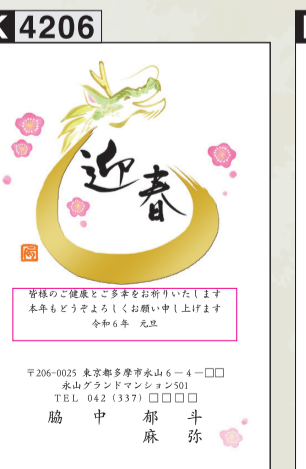 K 4206
迎春
皆様のご健康とご多幸をお祈りいたします
本年もどうぞよろしくお願い申し上げます
令和6年 元旦
〒206-0025 東京都多摩市永山6-4-□□
永山グランドマンション501
TEL 042(337)□□□□
脇中 郁斗
麻弥